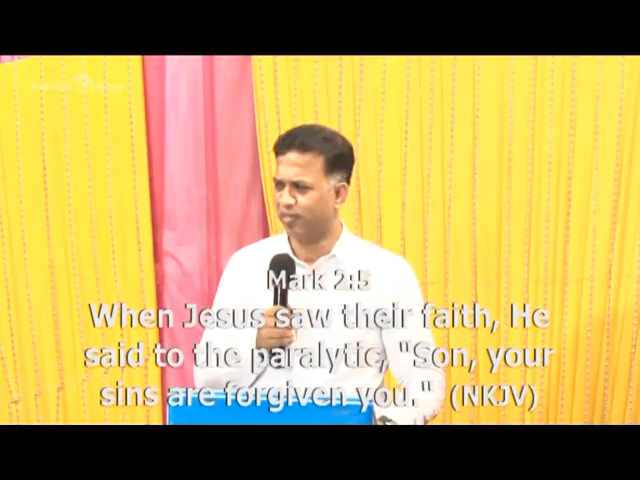 Mark 2:5
When Jesus saw their faith, He
said to the paralytic, "Son, your
sins are forgiven you." (NKJV)